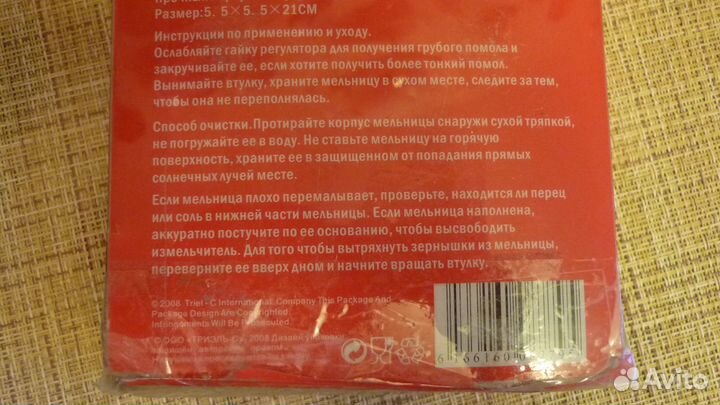 Размер:5. 5×5. 5×21СМ
Инструкции по применению и уходу.
Ослабляйте гайку регулятора для получения грубого помола и
закручивайте ее, если хотите получить более тонкий помол.
Вынимайте втулку, храните мельницу в сухом месте, следите за тем,
чтобы она не переполнялась.
Способ очистки.Протирайте корпус мельницы снаружи сухой тряпкой,
не погружайте ее в воду. Не ставьте мельницу на горячую
поверхность, храните ее в защищенном от попадания прямых
солнечных лучей месте.
Если мельница плохо перемалывает, проверьте, находится ли перец
или соль в нижней части мельницы. Если мельница наполнена,
аккуратно постучите по ее основанию, чтобы высвободить
измельчитель. Для того чтобы вытряхнуть зернышки из мельницы,
переверните ее вверх дном и начните вращать втулку.
© 2008 Triel-C International Company This Package And
Package Design Are Copyrighted
Infringements Will Be Prosecuted
© ООО «ТРИЭЛЬ-С», 2008 Дизайн упаковки
Avito